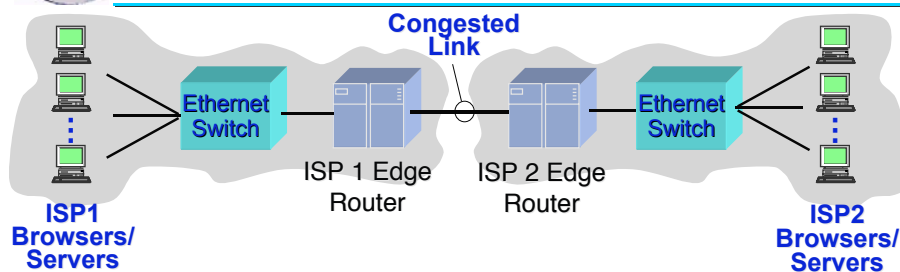 Congested
Link
Ethernet
Switch
Ethernet
Switch
ISP 1 Edge
Router
ISP 2 Edge
Router
ISP1
Browsers/
Servers
ISP2
Browsers/
Servers